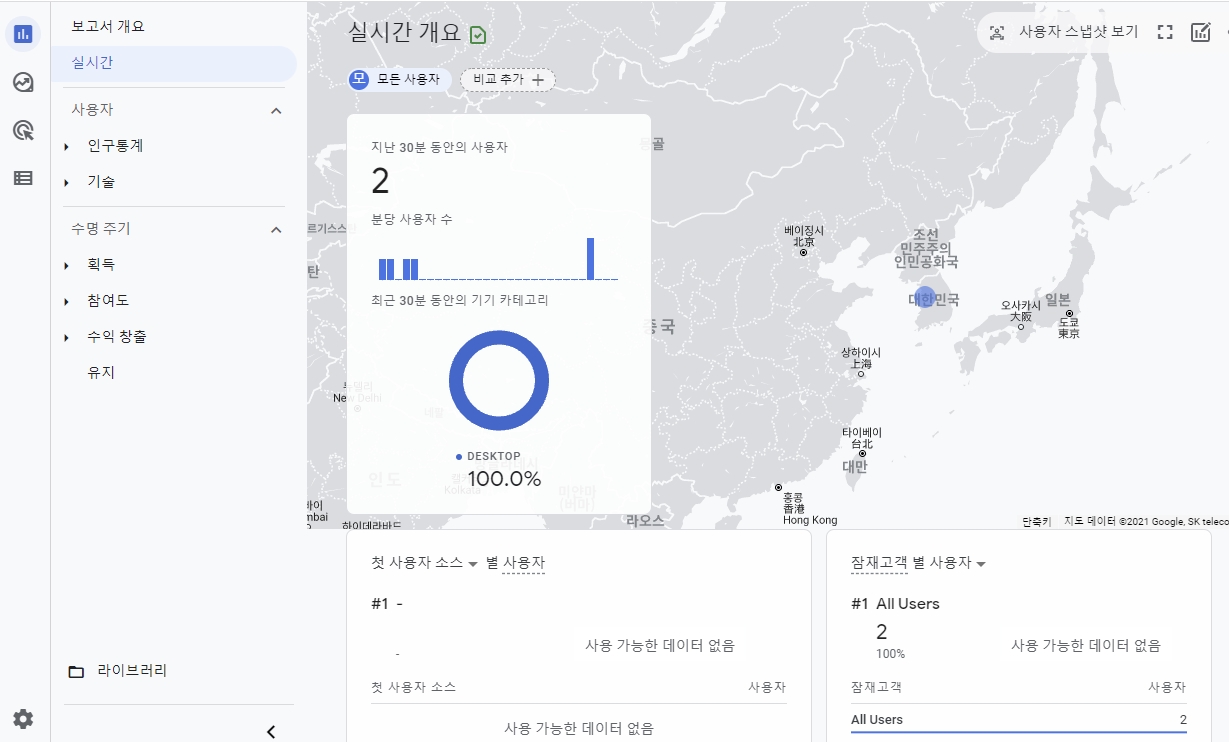 보고서 개요
실시간
사용자
인구통계
기술
수명 주기
획득
참여도
수익 창출
유지
라이브러리
실시간 개요
사용자 스냅샷 보기
모 모든 사용자
비교 추가
지난 30분 동안의 사용자
2
분당 사용자 수
최근 30분 동안의 기기 카테고리
DESKTOP
100.0%
몽골
베이징시
北京
조선
민주주의
인민공화국
대한민국
오사카시
大阪
일본
도쿄
東京
중국
상하이시
上海
뉴델리
New Delhi
네팔
타이베이
台北
대만
인도
Kolkata
미얀마
(버마)
홍콩
香港
Hong Kong
바이
mbai
하이데라바드
라오스
단축키
지도 데이터 ©2021 Google, SK teleco
첫 사용자 소스 별 사용자
#1 -
-
사용 가능한 데이터 없음
첫 사용자 소스 사용자
사용 가능한 데이터 없음
잠재고객 별 사용자
#1 All Users
2
100%
사용 가능한 데이터 없음
잠재고객 사용자
All Users 2